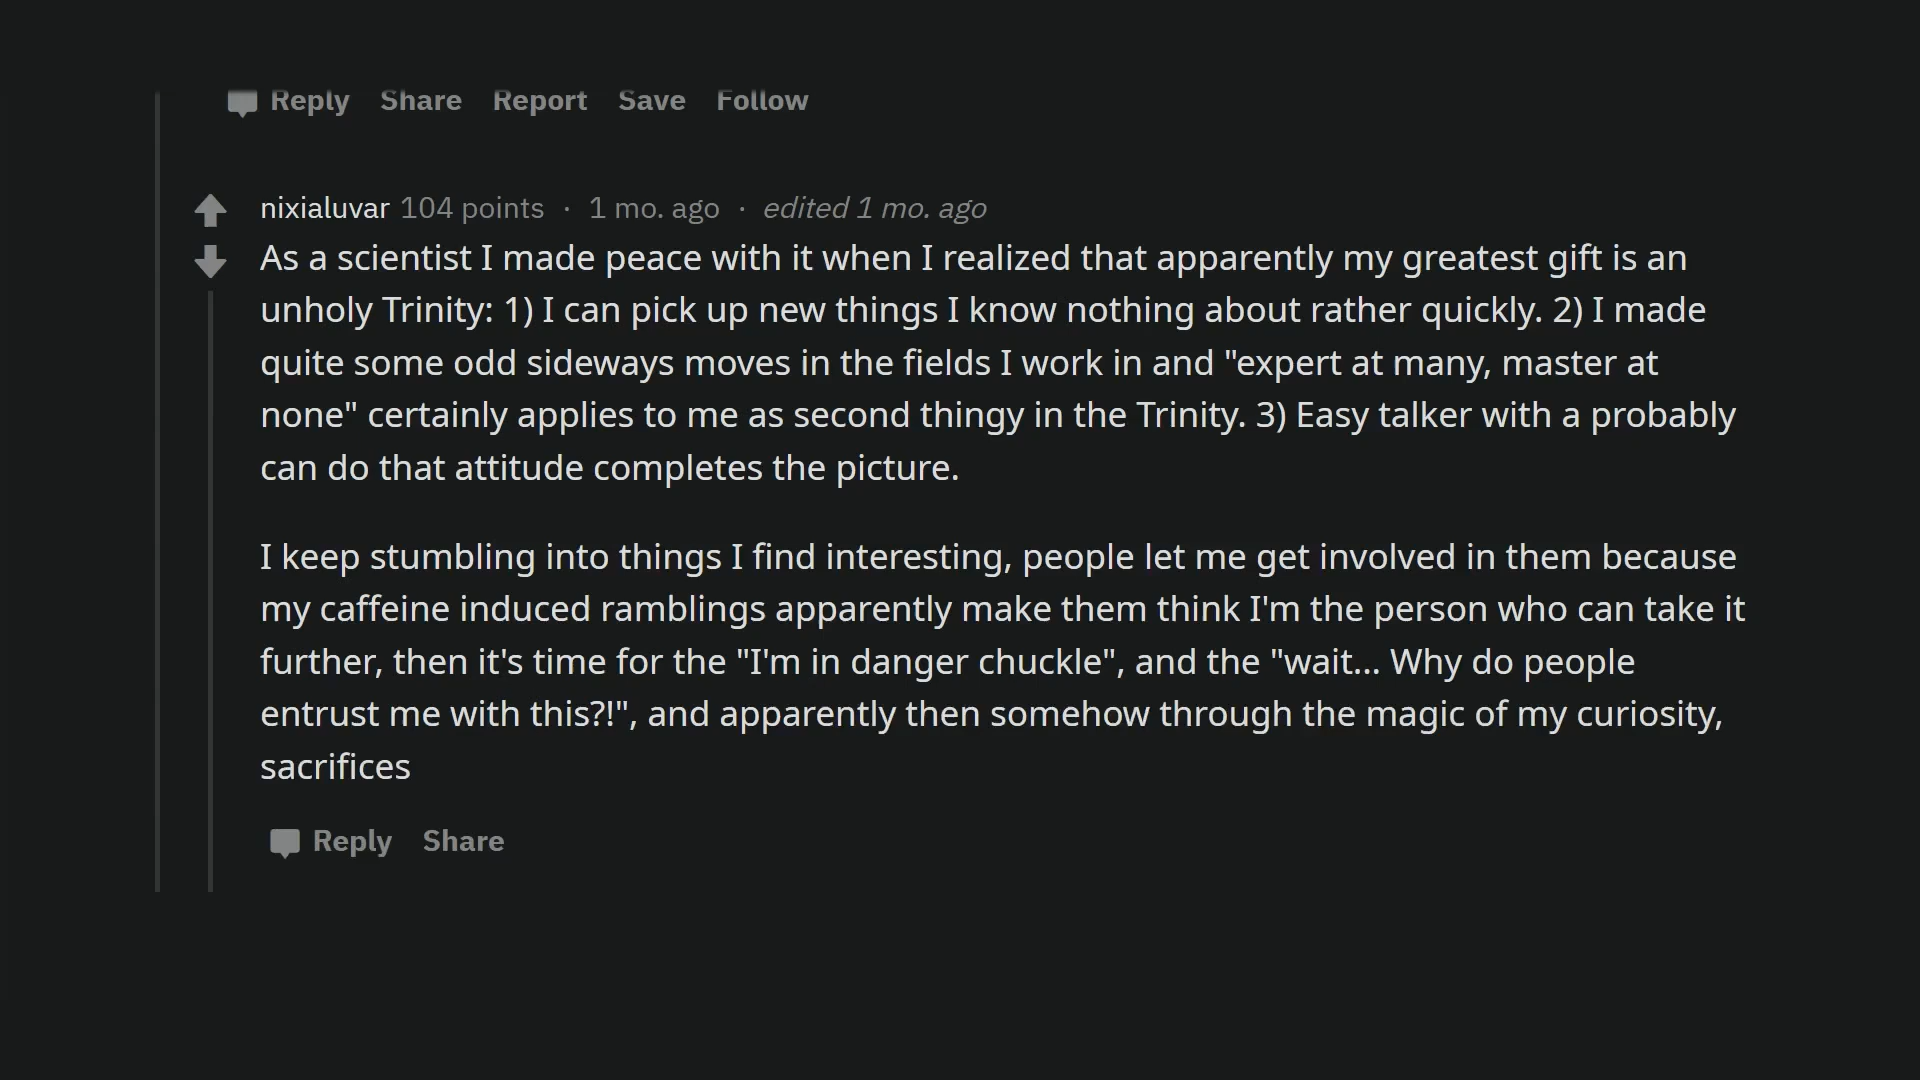 Reply Share Report Save Follow
nixialuvar 104 points · 1 mo. ago · edited 1 mo. ago
As a scientist I made peace with it when I realized that apparently my greatest gift is an
unholy Trinity: 1) I can pick up new things I know nothing about rather quickly. 2) I made
quite some odd sideways moves in the fields I work in and "expert at many, master at
none" certainly applies to me as second thingy in the Trinity. 3) Easy talker with a probably
can do that attitude completes the picture.
I keep stumbling into things I find interesting, people let me get involved in them because
my caffeine induced ramblings apparently make them think I'm the person who can take it
further, then it's time for the "I'm in danger chuckle", and the "wait... Why do people
entrust me with this?!", and apparently then somehow through the magic of my curiosity,
sacrifices
Reply Share